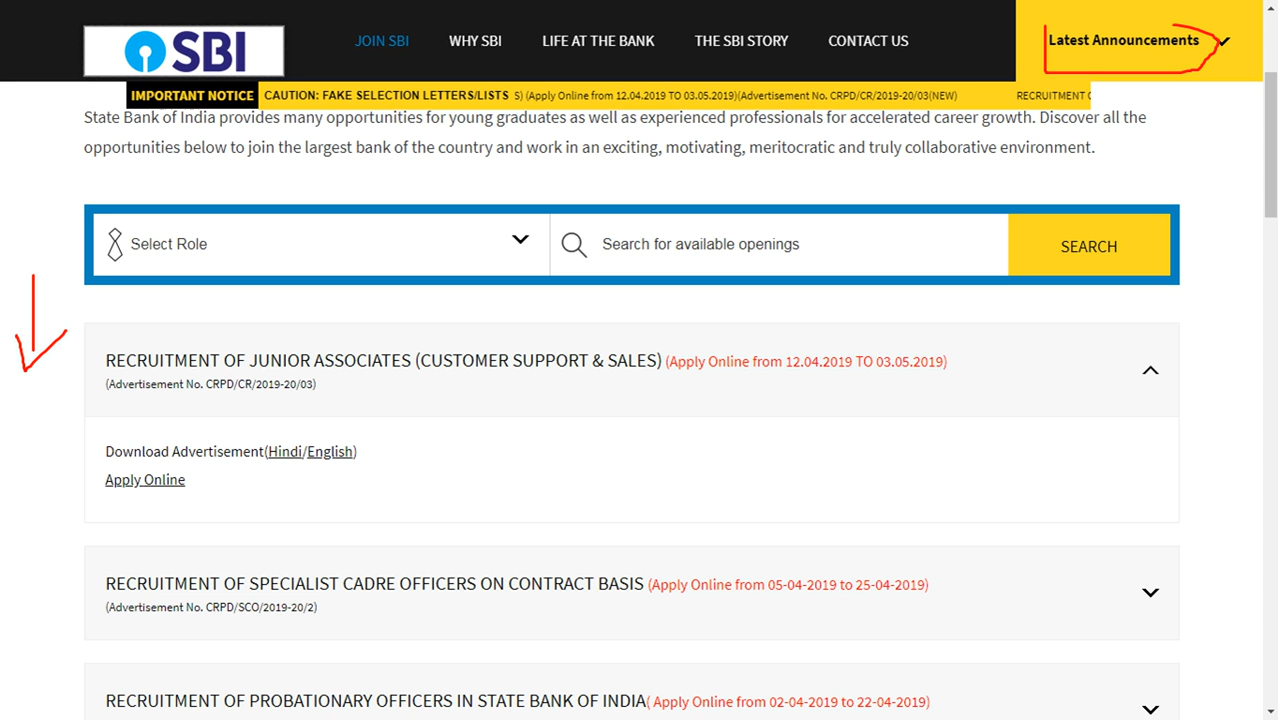 SBI
JOIN SBI
WHY SBI
LIFE AT THE BANK
THE SBI STORY
CONTACT US
Latest Announcements
IMPORTANT NOTICE
CAUTION: FAKE SELECTION LETTERS/LISTS
S) (Apply Online from 12.04.2019 TO 03.05.2019)(Advertisement No. CRPD/CR/2019-20/03(NEW)
RECRUITMENT
State Bank of India provides many opportunities for young graduates as well as experienced professionals for accelerated career growth. Discover all the
opportunities below to join the largest bank of the country and work in an exciting, motivating, meritocratic and truly collaborative environment.
Select Role
Search for available openings
SEARCH
RECRUITMENT OF JUNIOR ASSOCIATES (CUSTOMER SUPPORT & SALES) (Apply Online from 12.04.2019 TO 03.05.2019)
(Advertisement No. CRPD/CR/2019-20/03)
Download Advertisement(Hindi/English)
Apply Online
RECRUITMENT OF SPECIALIST CADRE OFFICERS ON CONTRACT BASIS (Apply Online from 05-04-2019 to 25-04-2019)
(Advertisement No. CRPD/SCO/2019-20/2)
RECRUITMENT OF PROBATIONARY OFFICERS IN STATE BANK OF INDIA( Apply Online from 02-04-2019 to 22-04-2019)